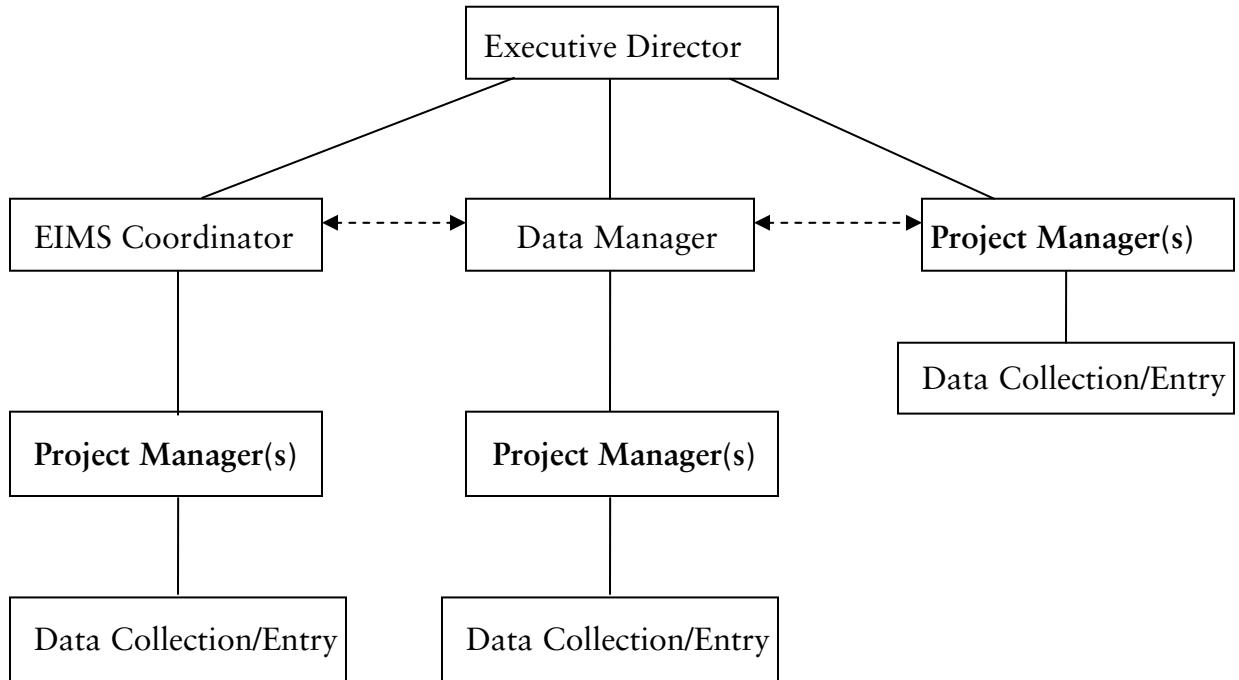 Executive Director
EIMS Coordinator
Data Manager
Project Manager(s)
Data Collection/Entry
Project Manager(s)
Project Manager(s)
Data Collection/Entry
Data Collection/Entry